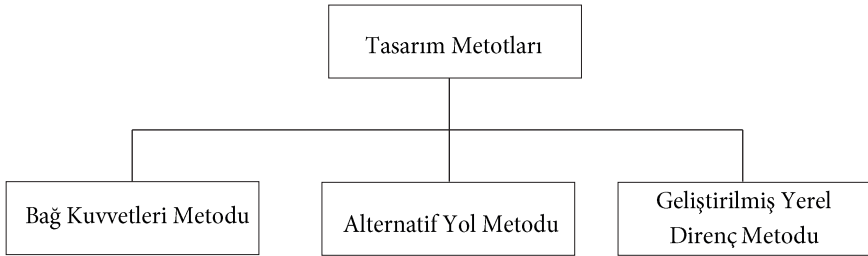 Tasarım Metotları
Bağ Kuvvetleri Metodu
Alternatif Yol Metodu
Geliştirilmiş Yerel
Direnç Metodu